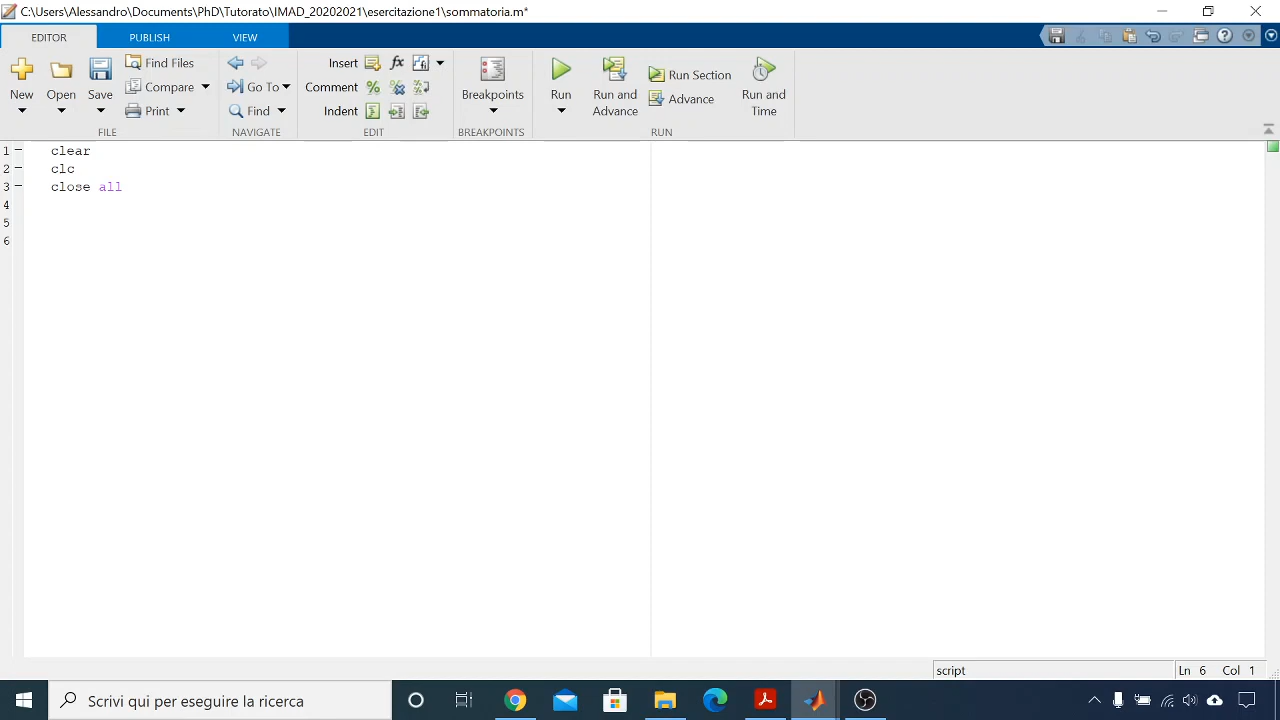 C:\Users\Alessandro\Documents\PhD\Tutorato\IMAD_20202021\esercitazione1\sommatoria.m*
EDITOR PUBLISH VIEW
New Open Save Find Files Compare Print
FILE
Go To Find
NAVIGATE
Insert fx
Comment
Indent
EDIT
Breakpoints
BREAKPOINTS
Run Run and Advance Run Section Advance Run and Time
RUN
1 clear
2 clc
3 close all
4
5
6
script Ln 6 Col 1
Scrivi qui per eseguire la ricerca